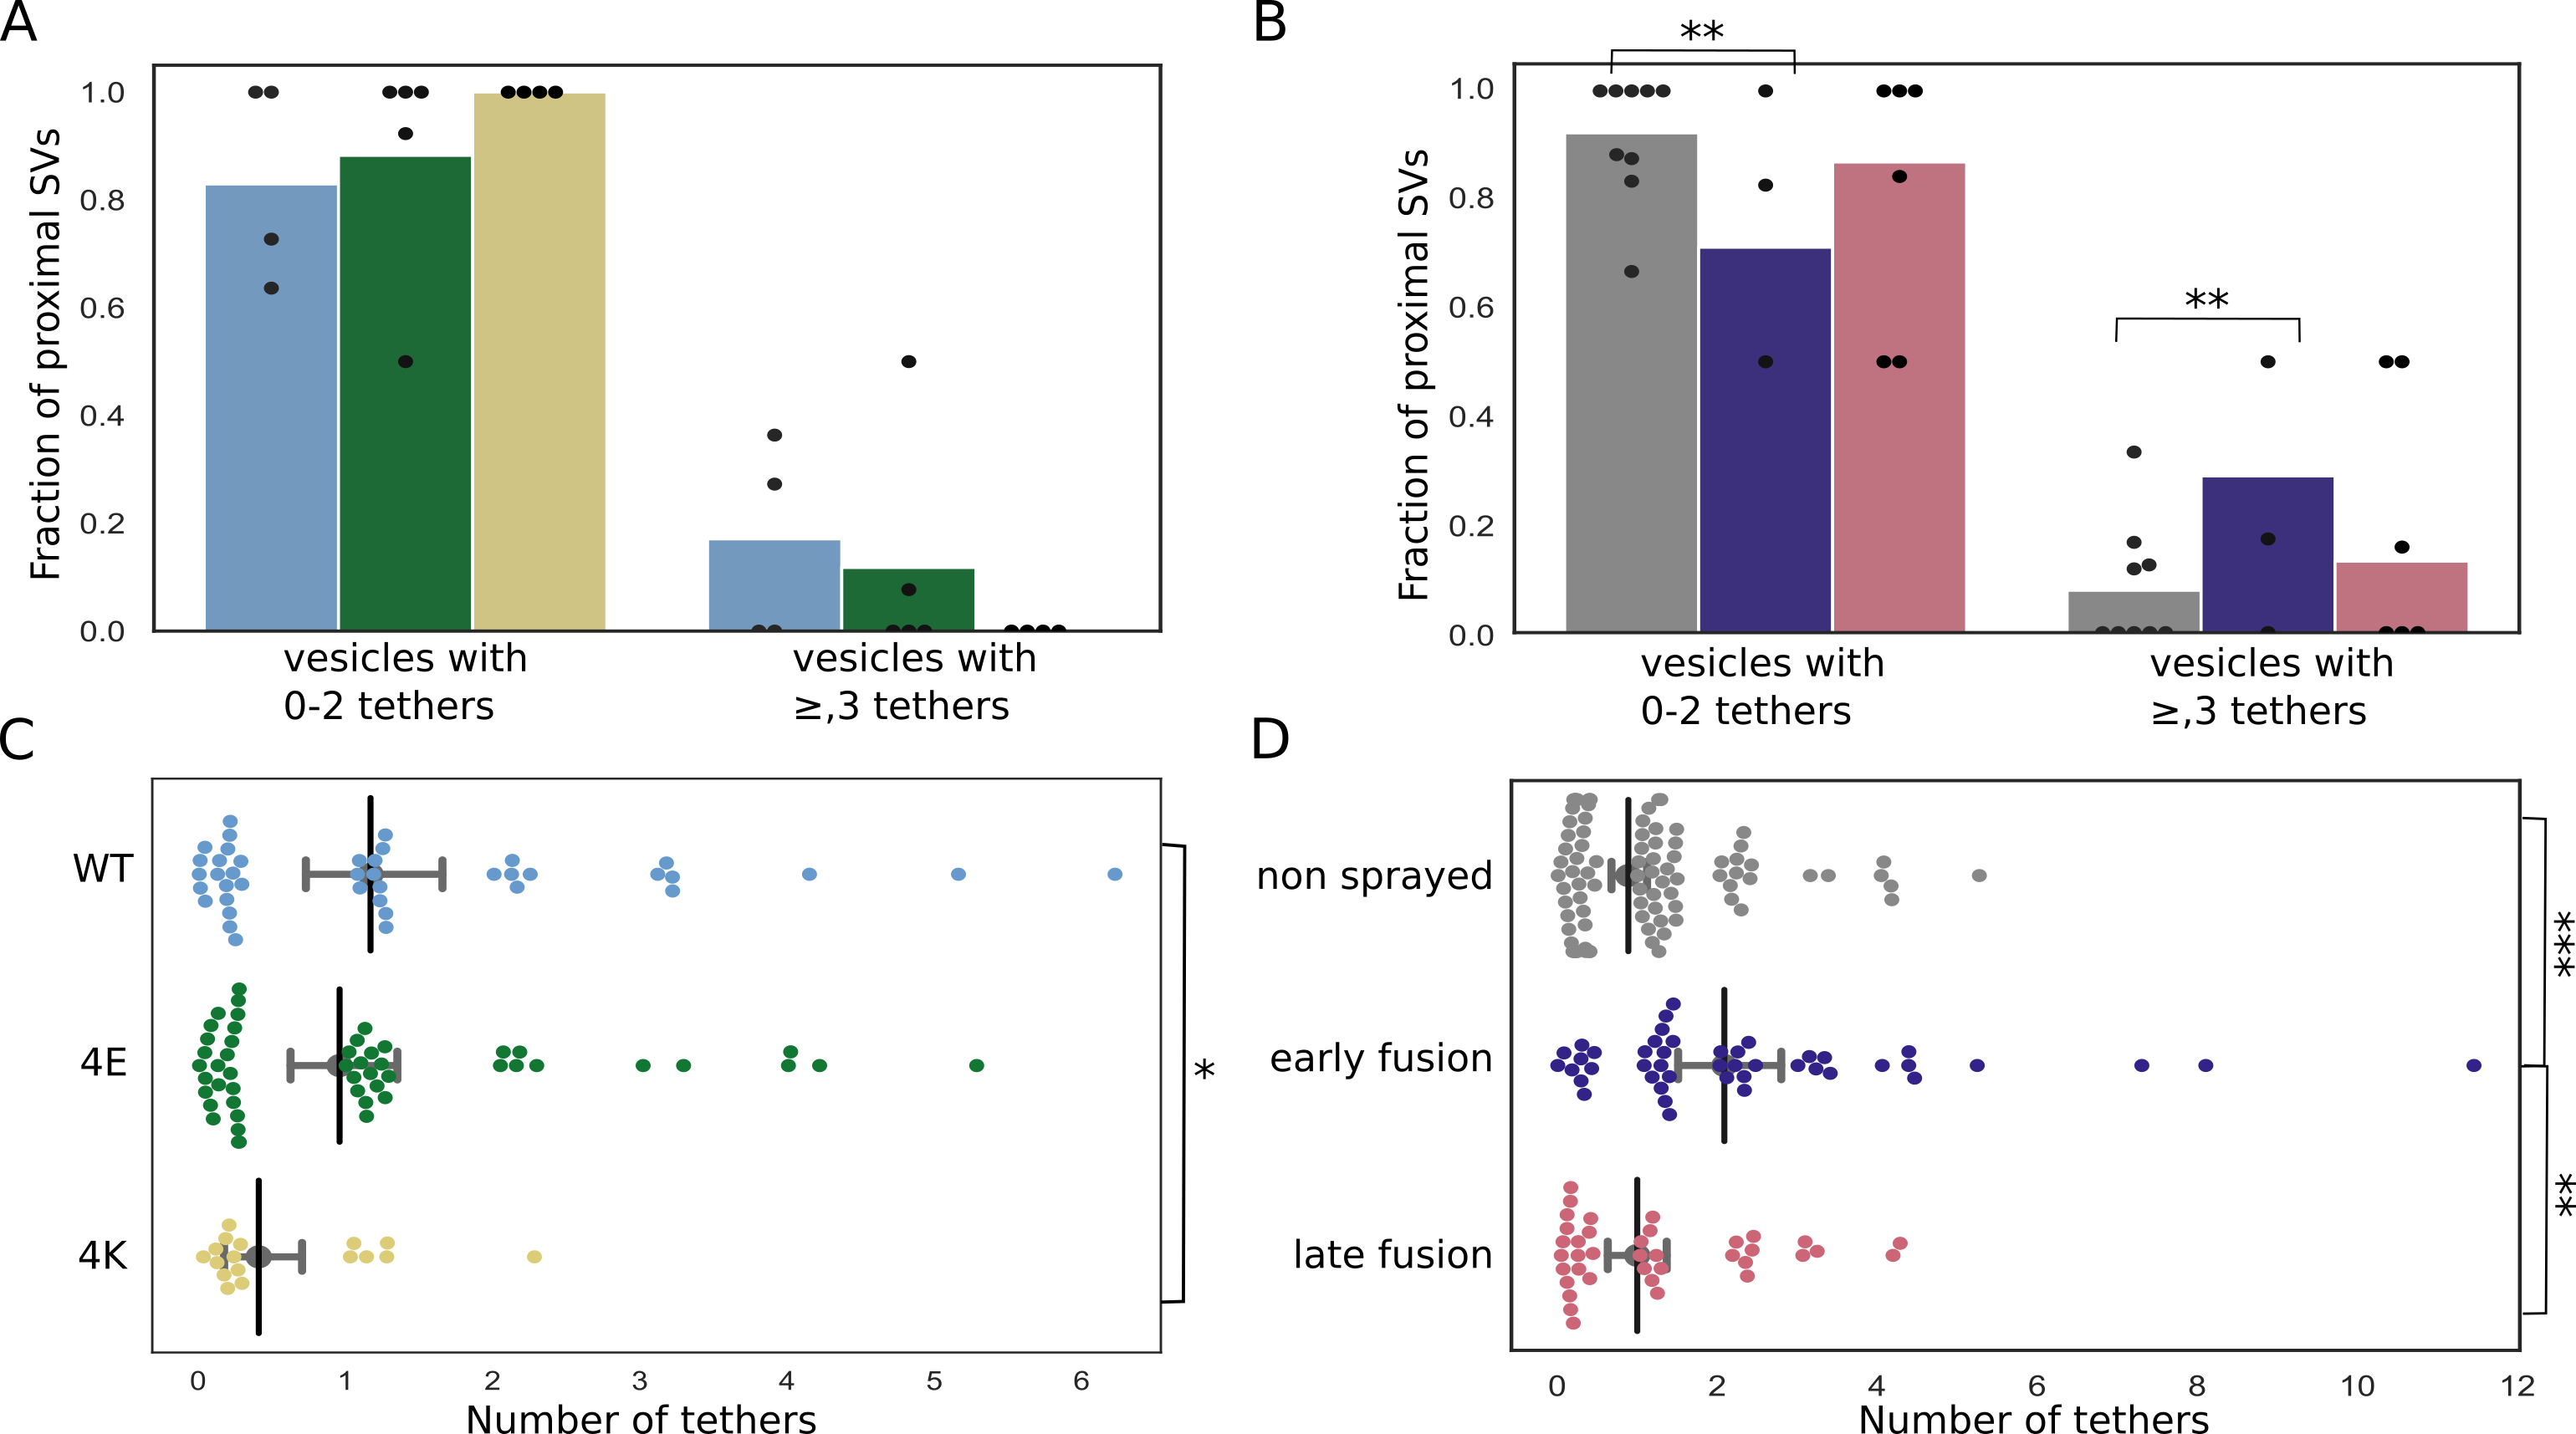 A
Fraction of proximal SVs
1.0
0.8
0.6
0.4
0.2
0.0
vesicles with
0-2 tethers
vesicles with
≥,3 tethers
B
**
**
Fraction of proximal SVs
1.0
0.8
0.6
0.4
0.2
0.0
vesicles with
0-2 tethers
vesicles with
≥,3 tethers
C
WT
4E
4K
*
0 1 2 3 4 5 6
Number of tethers
D
non sprayed
early fusion
late fusion
***
**
0 2 4 6 8 10 12
Number of tethers